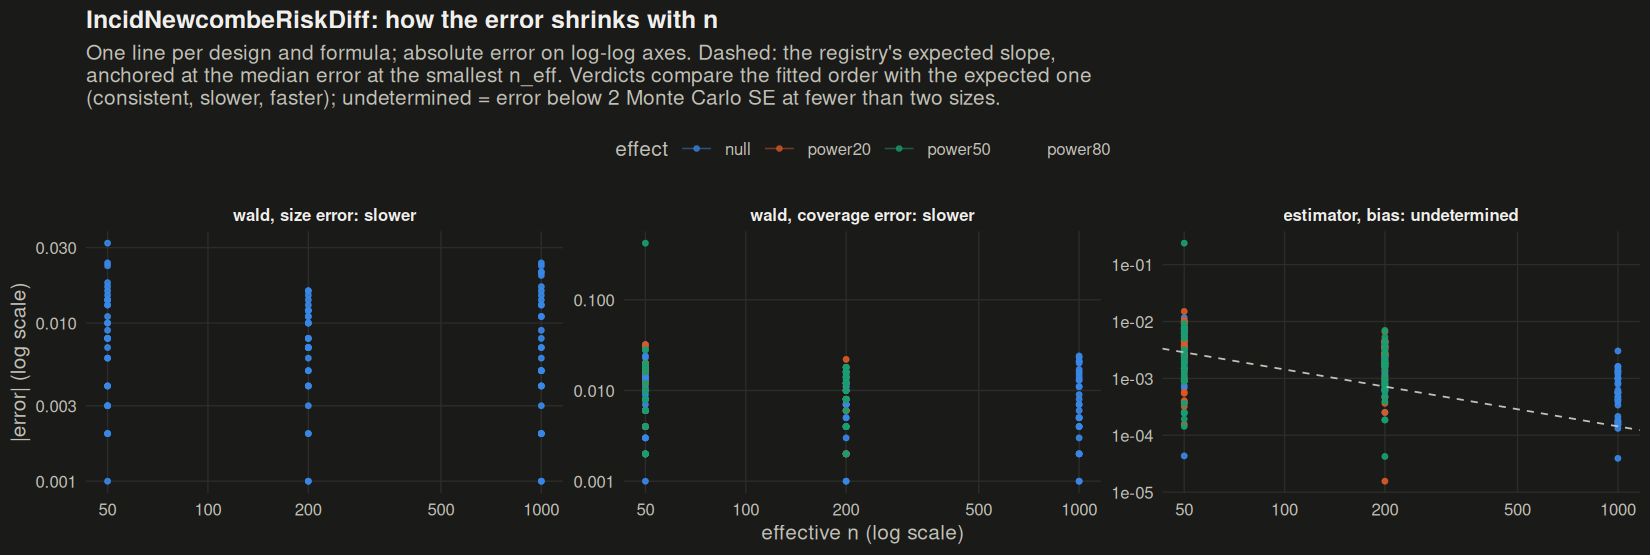 IncidNewcombeRiskDiff: how the error shrinks with n
One line per design and formula; absolute error on log-log axes. Dashed: the registry's expected slope,
anchored at the median error at the smallest n_eff. Verdicts compare the fitted order with the expected one
(consistent, slower, faster); undetermined = error below 2 Monte Carlo SE at fewer than two sizes.
effect null power20 power50 power80
wald, size error: slower
wald, coverage error: slower
estimator, bias: undetermined
|error| (log scale)
0.030
0.010
0.003
0.001
50 100 200 500 1000
0.100
0.010
0.001
50 100 200 500 1000
1e-01
1e-02
1e-03
1e-04
1e-05
50 100 200 500 1000
effective n (log scale)